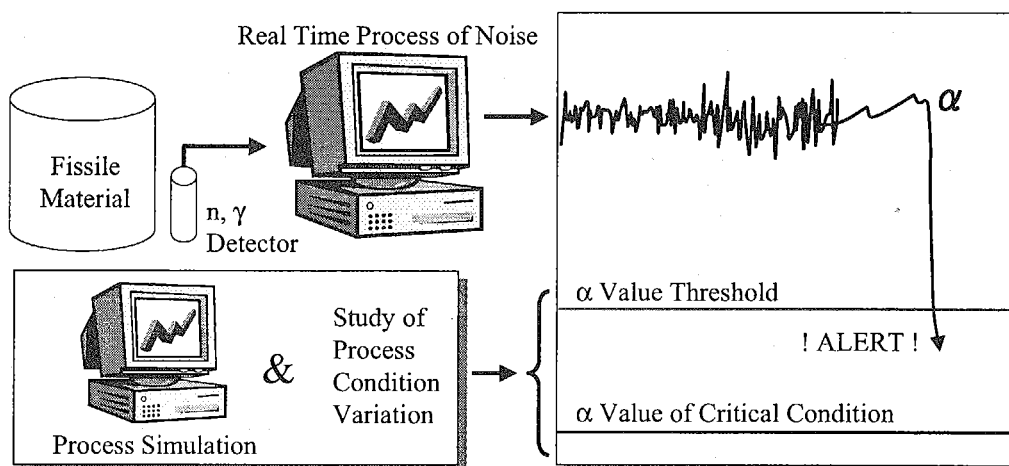 Real Time Process of Noise
Fissile
Material
n, γ
Detector
α
α Value Threshold
! ALERT !
α Value of Critical Condition
Process Simulation
&
Study of
Process
Condition
Variation